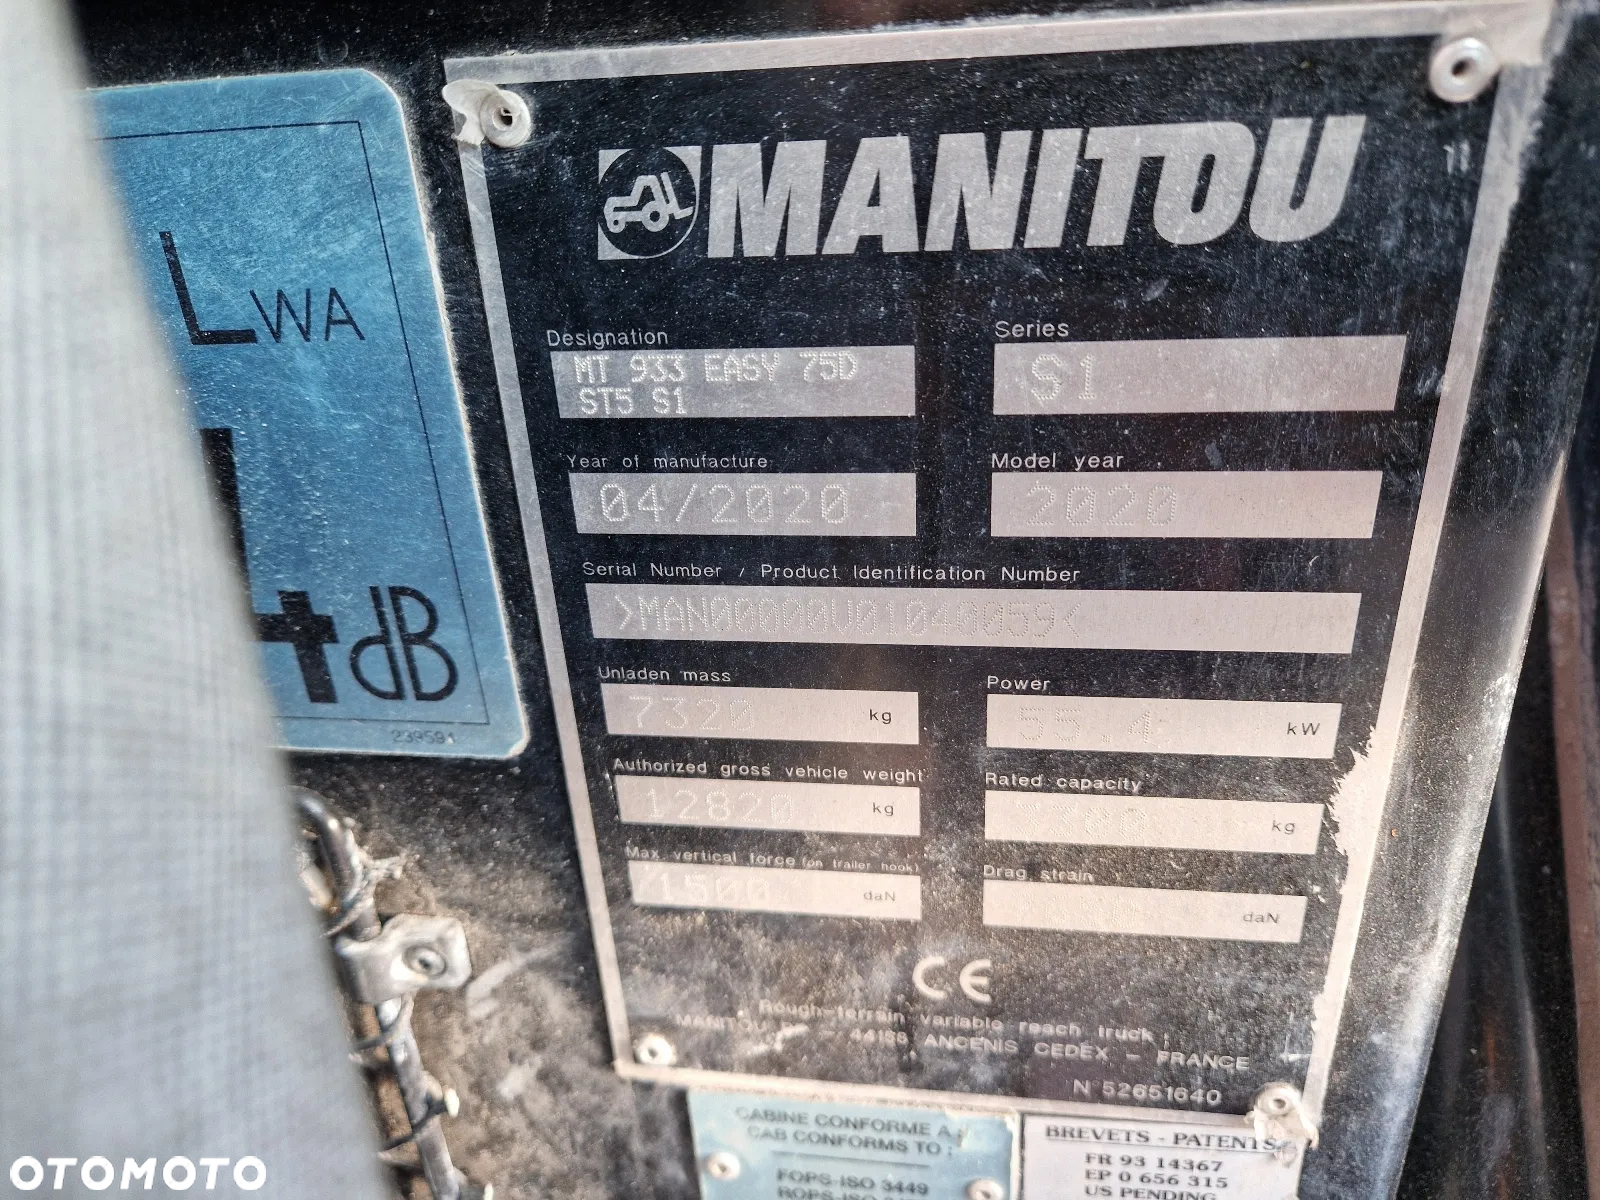 LWA
dB
239591
MANITOU
Designation
MT 933 EASY 75D
ST5 S1
Series
S1
Year of manufacture
04/2020
Model year
2020
Serial Number / Product Identification Number
>MAN00000V01040059<
Unladen mass
7320 kg
Power
55.4 kW
Authorized gross vehicle weight
12820 kg
Rated capacity
kg
Max. vertical force (on trailer hook)
1500 daN
Drag strain
daN
CE
Rough-terrain variable reach truck
MANITOU 44158 ANCENIS CEDEX - FRANCE
N 52651640
CABINE CONFORME A :
CAB CONFORMS TO :
FOPS-ISO 3449
ROPS-ISO
BREVETS - PATENTS
FR 93 14367
EP 0 656 315
US PENDING
OTOMOTO